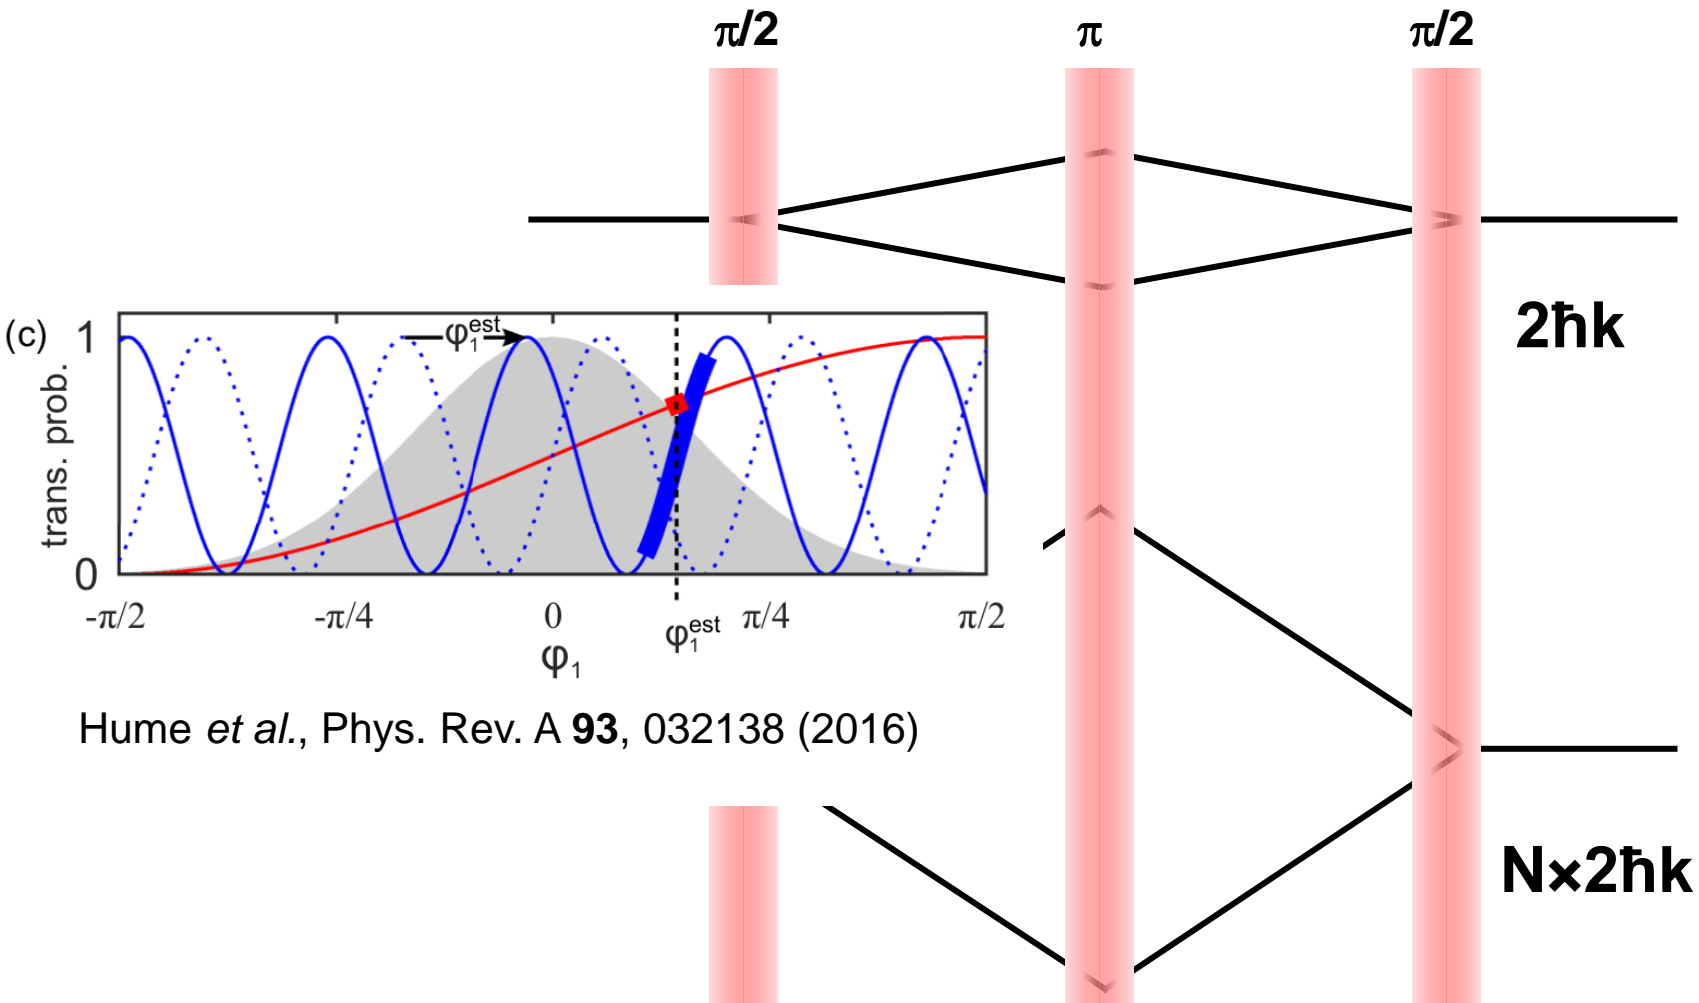 π/2 π π/2
2ħk
(c)
1
φ₁ᵉˢᵗ
trans. prob.
0
-π/2 -π/4 0 π/4 π/2
φ₁ᵉˢᵗ
φ₁
Hume et al., Phys. Rev. A 93, 032138 (2016)
N×2ħk